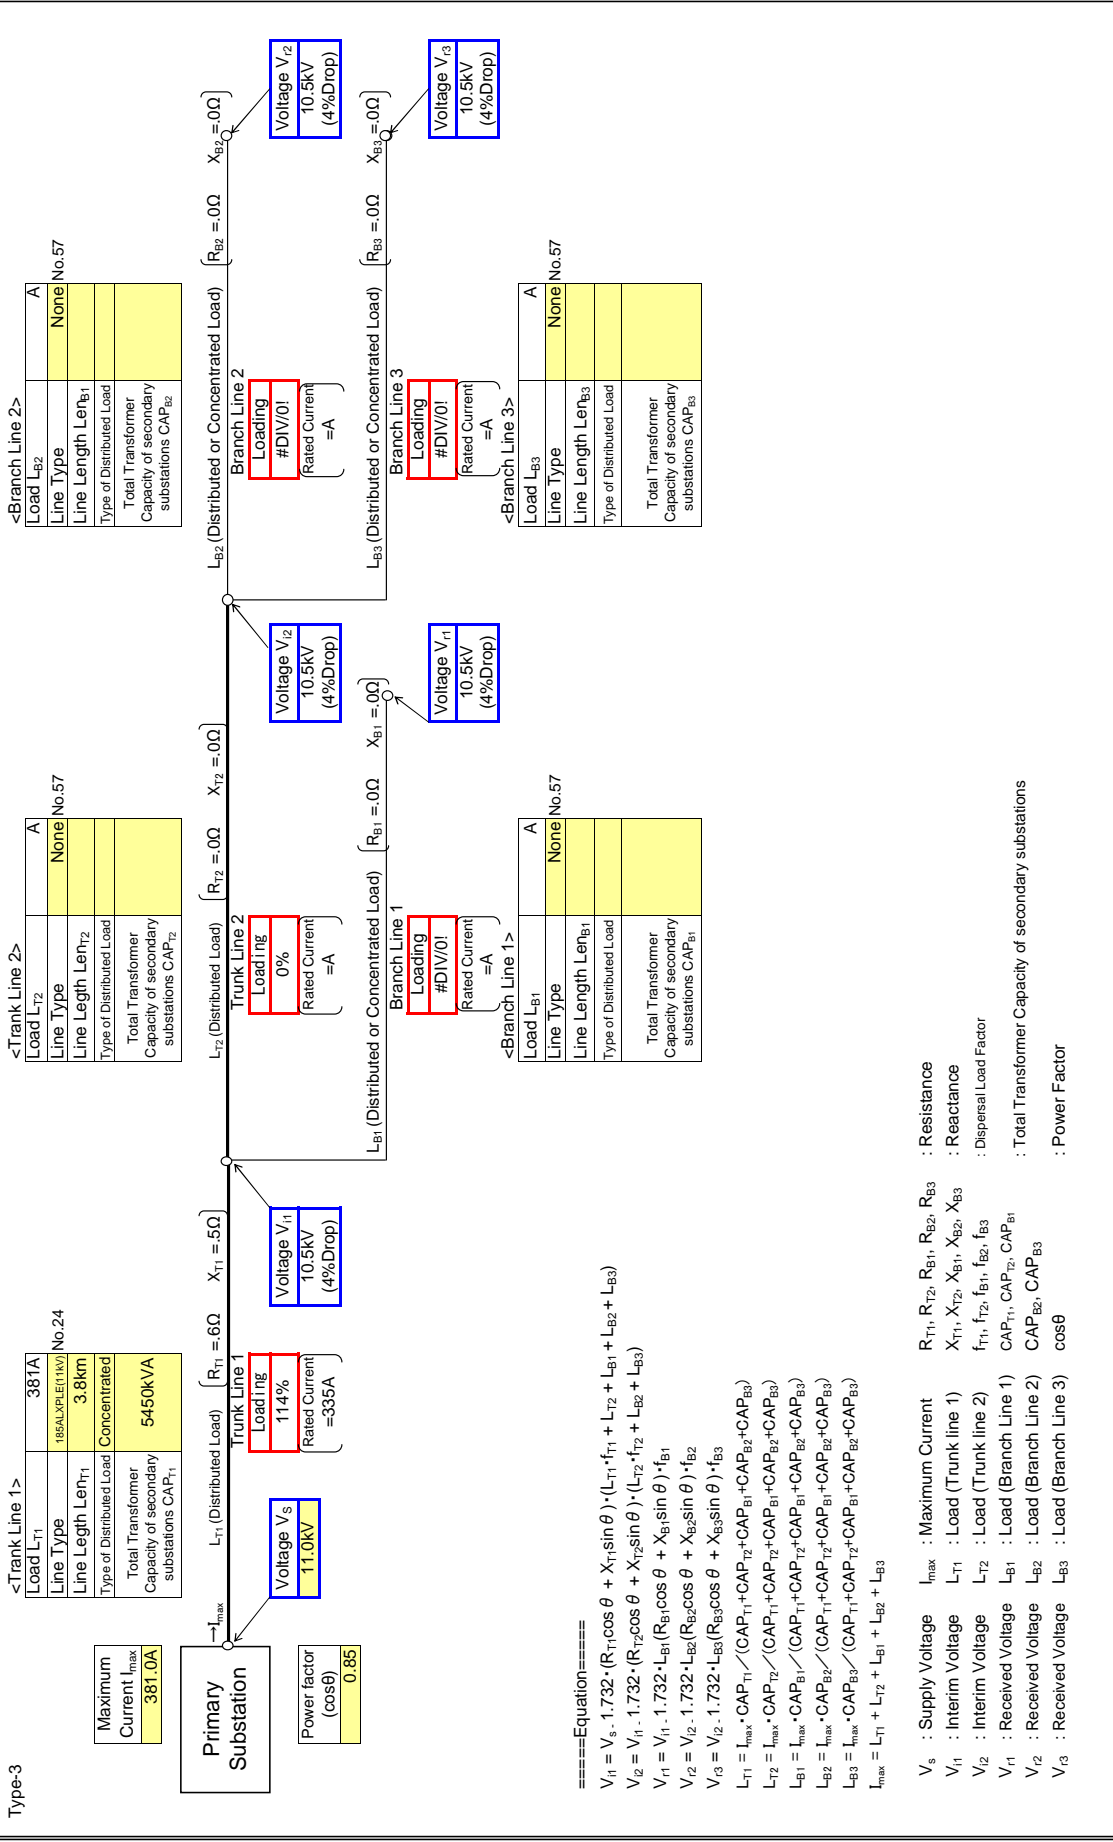 Type-3
Maximum
Current Imax
381.0A
Primary
Substation
Power factor
(cosθ)
0.85
→Imax
<Trank Line 1>
Load LT1 381A
Line Type 185ALXPLE(11kV) No.24
Line Length LenT1 3.8km
Type of Distributed Load Concentrated
Total Transformer
Capacity of secondary
substations CAPT1
5450kVA
LT1 (Distributed Load)
RT1 =.6Ω XT1 =.5Ω
Trunk Line 1
Loading
114%
Rated Current
=335A
Voltage VS
11.0kV
Voltage Vi1
10.5kV
(4%Drop)
<Trank Line 2>
Load LT2 A
Line Type None No.57
Line Legth LenT2
Type of Distributed Load
Total Transformer
Capacity of secondary
substations CAPT2
LT2 (Distributed Load)
RT2 =.0Ω XT2 =.0Ω
Trunk Line 2
Loading
0%
Rated Current
=A
Voltage Vi2
10.5kV
(4%Drop)
LB1 (Distributed or Concentrated Load)
RB1 =.0Ω XB1 =.0Ω
Branch Line 1
Loading
#DIV/0!
Rated Current
=A
Voltage Vr1
10.5kV
(4%Drop)
<Branch Line 1>
Load LB1 A
Line Type None No.57
Line Length LenB1
Type of Distributed Load
Total Transformer
Capacity of secondary
substations CAPB1
<Branch Line 2>
Load LB2 A
Line Type None No.57
Line Length LenB1
Type of Distributed Load
Total Transformer
Capacity of secondary
substations CAPB2
LB2 (Distributed or Concentrated Load)
RB2 =.0Ω XB2 =.0Ω
Branch Line 2
Loading
#DIV/0!
Rated Current
=A
Voltage Vr2
10.5kV
(4%Drop)
LB3 (Distributed or Concentrated Load)
RB3 =.0Ω XB3 =.0Ω
Branch Line 3
Loading
#DIV/0!
Rated Current
=A
Voltage Vr3
10.5kV
(4%Drop)
<Branch Line 3>
Load LB3 A
Line Type None No.57
Line Length LenB3
Type of Distributed Load
Total Transformer
Capacity of secondary
substations CAPB3
=====Equation=====
Vi1 = VS - 1.732・(RT1cosθ + XT1sinθ)・(LT1・fT1 + LT2 + LB1 + LB2 + LB3)
Vi2 = Vi1 - 1.732・(RT2cosθ + XT2sinθ)・(LT2・fT2 + LB2 + LB3)
Vr1 = Vi1 - 1.732・LB1(RB1cosθ + XB1sinθ)・fB1
Vr2 = Vi2 - 1.732・LB2(RB2cosθ + XB2sinθ)・fB2
Vr3 = Vi2 - 1.732・LB3(RB3cosθ + XB3sinθ)・fB3
LT1 = Imax・CAPT1／(CAPT1+CAPT2+CAPB1+CAPB2+CAPB3)
LT2 = Imax・CAPT2／(CAPT1+CAPT2+CAPB1+CAPB2+CAPB3)
LB1 = Imax・CAPB1／(CAPT1+CAPT2+CAPB1+CAPB2+CAPB3)
LB2 = Imax・CAPB2／(CAPT1+CAPT2+CAPB1+CAPB2+CAPB3)
LB3 = Imax・CAPB3／(CAPT1+CAPT2+CAPB1+CAPB2+CAPB3)
Imax = LT1 + LT2 + LB1 + LB2 + LB3
Vs : Supply Voltage Imax : Maximum Current RT1, RT2, RB1, RB2, RB3 : Resistance
Vi1 : Interim Voltage LT1 : Load (Trunk line 1) XT1, XT2, XB1, XB2, XB3 : Reactance
Vi2 : Interim Voltage LT2 : Load (Trunk line 2) fT1, fT2, fB1, fB2, fB3 : Dispersal Load Factor
Vr1 : Received Voltage LB1 : Load (Branch Line 1) CAPT1, CAPT2, CAPB1 : Total Transformer Capacity of secondary substations
Vr2 : Received Voltage LB2 : Load (Branch Line 2) CAPB2, CAPB3
Vr3 : Received Voltage LB3 : Load (Branch Line 3) cosθ : Power Factor